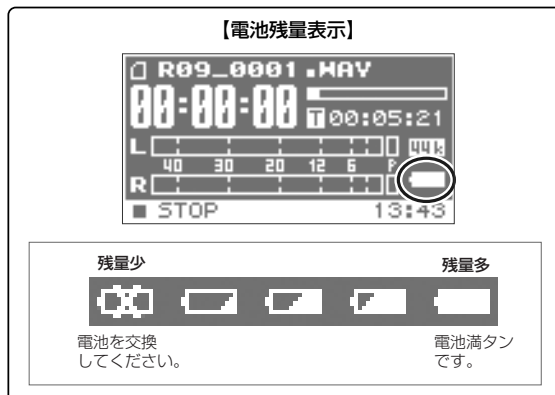 【電池残量表示】
R09_0001.WAV
00:00:00
T 00:05:21
L
44k
40 30 20 12 6 P
R
STOP 13:43
残量少 残量多
電池を交換
してください。
電池満タン
です。